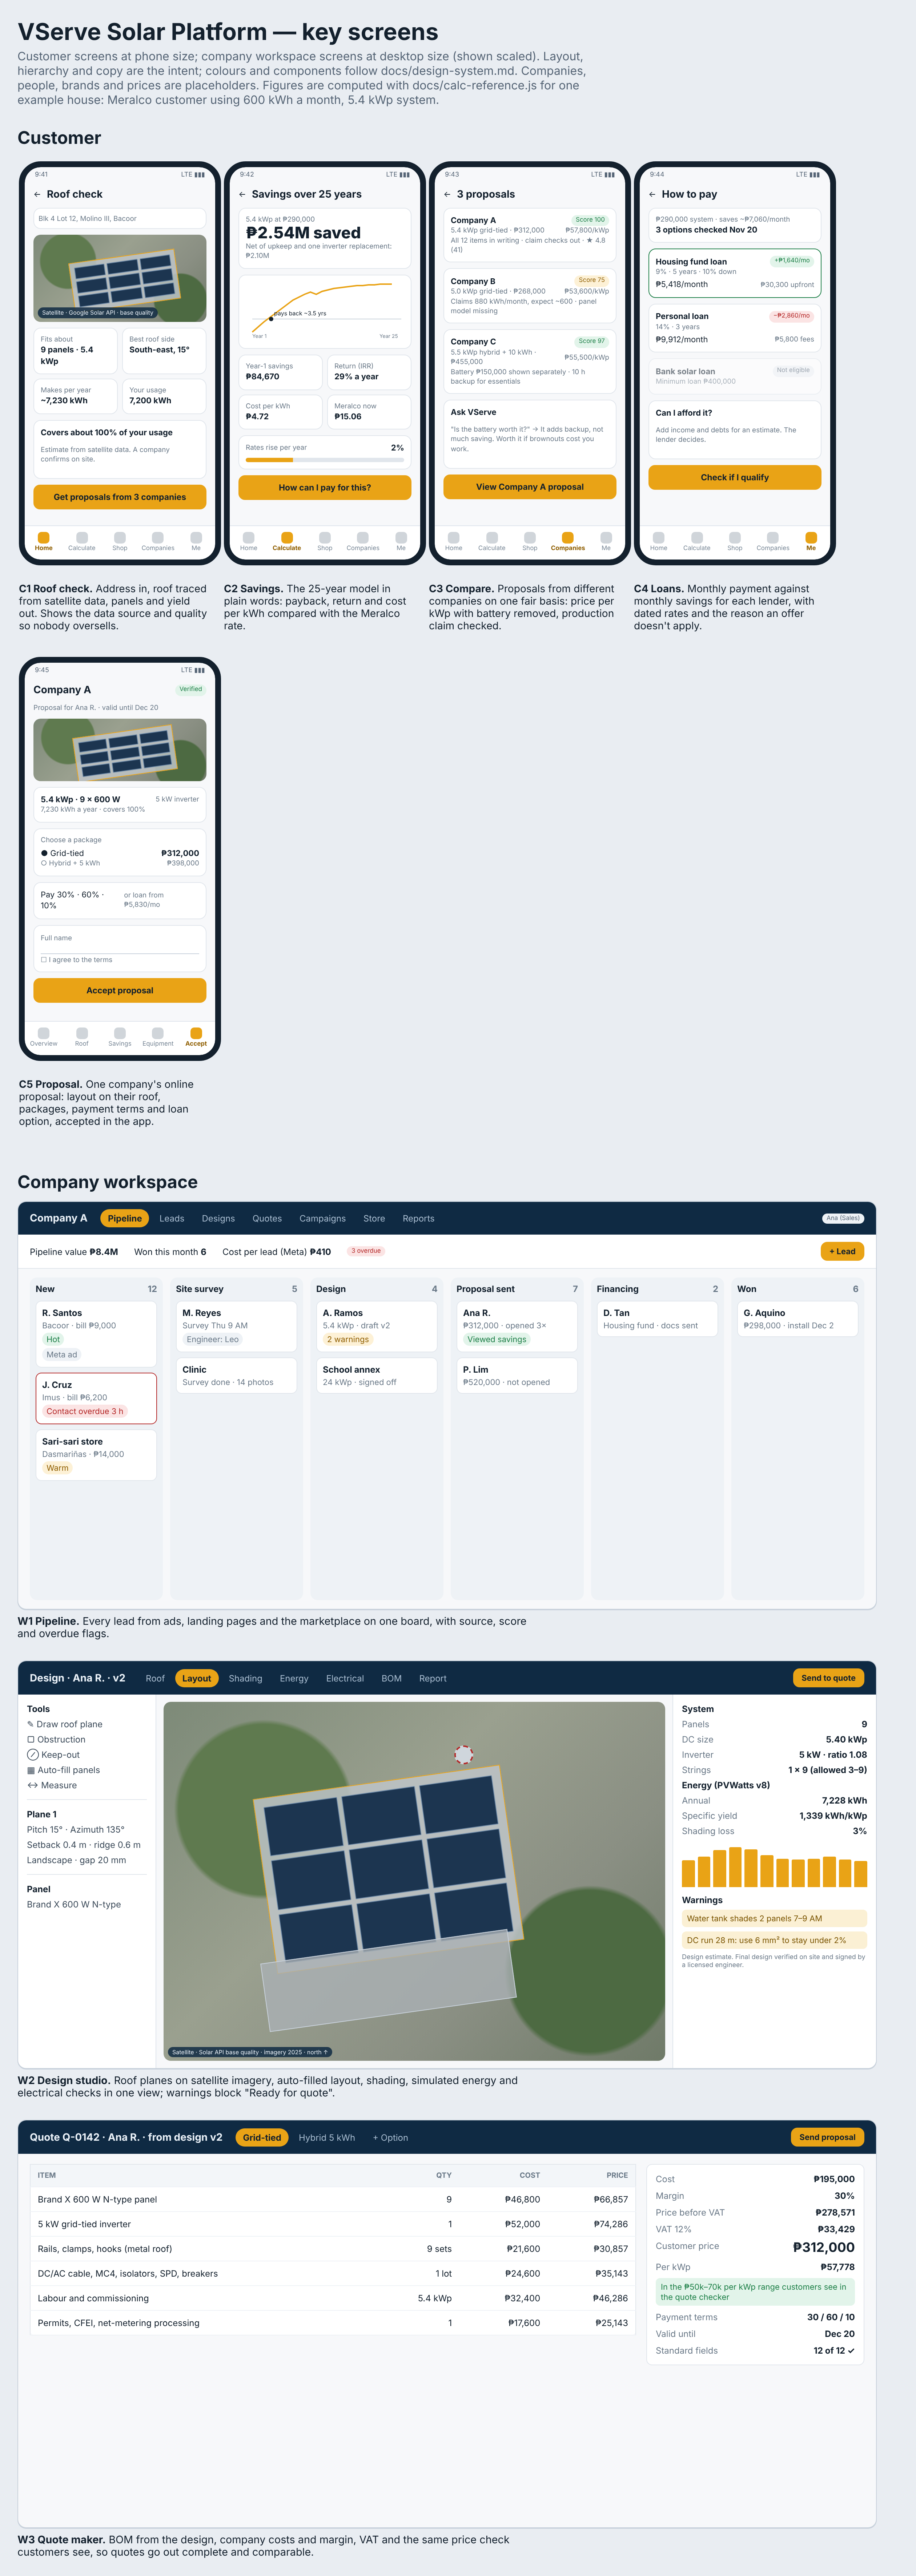 VServe Solar Platform — key screens
Customer screens at phone size; company workspace screens at desktop size (shown scaled). Layout,
hierarchy and copy are the intent; colours and components follow docs/design-system.md. Companies,
people, brands and prices are placeholders. Figures are computed with docs/calc-reference.js for one
example house: Meralco customer using 600 kWh a month, 5.4 kWp system.
Customer
9:41 LTE
← Roof check
Blk 4 Lot 12, Molino III, Bacoor
Satellite · Google Solar API · base quality
Fits about
9 panels · 5.4
kWp
Best roof side
South-east, 15°
Makes per year
~7,230 kWh
Your usage
7,200 kWh
Covers about 100% of your usage
Estimate from satellite data. A company
confirms on site.
Get proposals from 3 companies
Home Calculate Shop Companies Me
C1 Roof check. Address in, roof traced
from satellite data, panels and yield
out. Shows the data source and quality
so nobody oversells.
9:42 LTE
← Savings over 25 years
5.4 kWp at ₱290,000
₱2.54M saved
Net of upkeep and one inverter replacement:
₱2.10M
pays back ~3.5 yrs
Year 1 Year 25
Year-1 savings
₱84,670
Return (IRR)
29% a year
Cost per kWh
₱4.72
Meralco now
₱15.06
Rates rise per year 2%
How can I pay for this?
Home Calculate Shop Companies Me
C2 Savings. The 25-year model in
plain words: payback, return and cost
per kWh compared with the Meralco
rate.
9:43 LTE
← 3 proposals
Company A Score 100
5.4 kWp grid-tied · ₱312,000 ₱57,800/kWp
All 12 items in writing · claim checks out · ★ 4.8
(41)
Company B Score 75
5.0 kWp grid-tied · ₱268,000 ₱53,600/kWp
Claims 880 kWh/month, expect ~600 · panel
model missing
Company C Score 97
5.5 kWp hybrid + 10 kWh ·
₱455,000 ₱55,500/kWp
Battery ₱150,000 shown separately · 10 h
backup for essentials
Ask VServe
"Is the battery worth it?" → It adds backup, not
much saving. Worth it if brownouts cost you
work.
View Company A proposal
Home Calculate Shop Companies Me
C3 Compare. Proposals from different
companies on one fair basis: price per
kWp with battery removed, production
claim checked.
9:44 LTE
← How to pay
₱290,000 system · saves ~₱7,060/month
3 options checked Nov 20
Housing fund loan +₱1,640/mo
9% · 5 years · 10% down
₱5,418/month ₱30,300 upfront
Personal loan −₱2,860/mo
14% · 3 years
₱9,912/month ₱5,800 fees
Bank solar loan Not eligible
Minimum loan ₱400,000
Can I afford it?
Add income and debts for an estimate. The
lender decides.
Check if I qualify
Home Calculate Shop Companies Me
C4 Loans. Monthly payment against
monthly savings for each lender, with
dated rates and the reason an offer
doesn't apply.
9:45 LTE
Company A Verified
Proposal for Ana R. · valid until Dec 20
5.4 kWp · 9 × 600 W 5 kW inverter
7,230 kWh a year · covers 100%
Choose a package
● Grid-tied ₱312,000
○ Hybrid + 5 kWh ₱398,000
Pay 30% · 60% ·
10%
or loan from
₱5,830/mo
Full name
☐ I agree to the terms
Accept proposal
Overview Roof Savings Equipment Accept
C5 Proposal. One company's online
proposal: layout on their roof,
packages, payment terms and loan
option, accepted in the app.
Company workspace
Company A Pipeline Leads Designs Quotes Campaigns Store Reports Ana (Sales)
Pipeline value ₱8.4M Won this month 6 Cost per lead (Meta) ₱410 3 overdue + Lead
New 12
R. Santos
Bacoor · bill ₱9,000
Hot
Meta ad
J. Cruz
Imus · bill ₱6,200
Contact overdue 3 h
Sari-sari store
Dasmariñas · ₱14,000
Warm
Site survey 5
M. Reyes
Survey Thu 9 AM
Engineer: Leo
Clinic
Survey done · 14 photos
Design 4
A. Ramos
5.4 kWp · draft v2
2 warnings
School annex
24 kWp · signed off
Proposal sent 7
Ana R.
₱312,000 · opened 3×
Viewed savings
P. Lim
₱520,000 · not opened
Financing 2
D. Tan
Housing fund · docs sent
Won 6
G. Aquino
₱298,000 · install Dec 2
W1 Pipeline. Every lead from ads, landing pages and the marketplace on one board, with source, score
and overdue flags.
Design · Ana R. · v2 Roof Layout Shading Energy Electrical BOM Report Send to quote
Tools
✎ Draw roof plane
▢ Obstruction
⃠ Keep-out
▦ Auto-fill panels
↔ Measure
Plane 1
Pitch 15° · Azimuth 135°
Setback 0.4 m · ridge 0.6 m
Landscape · gap 20 mm
Panel
Brand X 600 W N-type
Satellite · Solar API base quality · imagery 2025 · north ↑
System
Panels 9
DC size 5.40 kWp
Inverter 5 kW · ratio 1.08
Strings 1 × 9 (allowed 3–9)
Energy (PVWatts v8)
Annual 7,228 kWh
Specific yield 1,339 kWh/kWp
Shading loss 3%
Warnings
Water tank shades 2 panels 7–9 AM
DC run 28 m: use 6 mm² to stay under 2%
Design estimate. Final design verified on site and signed by
a licensed engineer.
W2 Design studio. Roof planes on satellite imagery, auto-filled layout, shading, simulated energy and
electrical checks in one view; warnings block "Ready for quote".
Quote Q-0142 · Ana R. · from design v2 Grid-tied Hybrid 5 kWh + Option Send proposal
ITEM QTY COST PRICE
Brand X 600 W N-type panel 9 ₱46,800 ₱66,857
5 kW grid-tied inverter 1 ₱52,000 ₱74,286
Rails, clamps, hooks (metal roof) 9 sets ₱21,600 ₱30,857
DC/AC cable, MC4, isolators, SPD, breakers 1 lot ₱24,600 ₱35,143
Labour and commissioning 5.4 kWp ₱32,400 ₱46,286
Permits, CFEI, net-metering processing 1 ₱17,600 ₱25,143
Cost ₱195,000
Margin 30%
Price before VAT ₱278,571
VAT 12% ₱33,429
Customer price ₱312,000
Per kWp ₱57,778
In the ₱50k–70k per kWp range customers see in
the quote checker
Payment terms 30 / 60 / 10
Valid until Dec 20
Standard fields 12 of 12 ✓
W3 Quote maker. BOM from the design, company costs and margin, VAT and the same price check
customers see, so quotes go out complete and comparable.